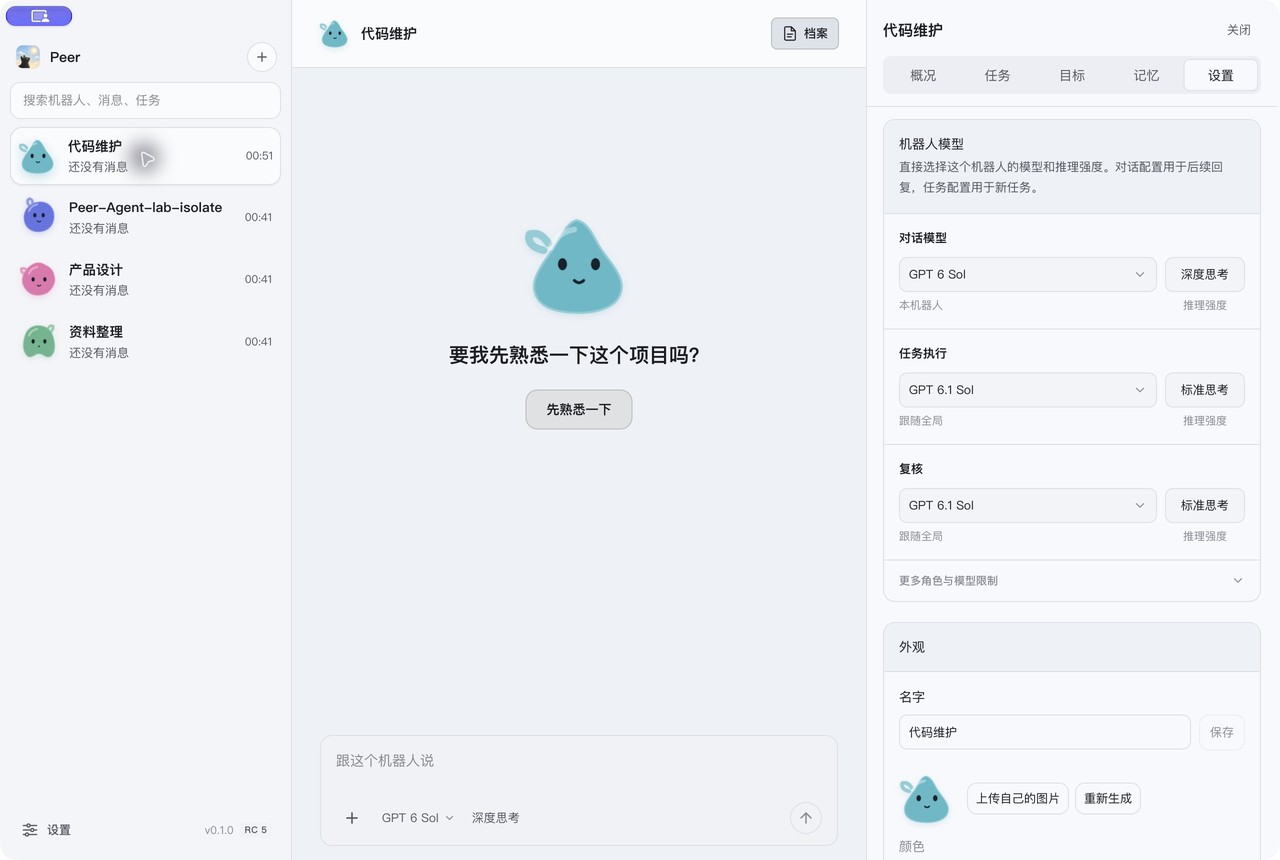 Peer
搜索机器人、消息、任务
代码维护
还没有消息
00:51
Peer-Agent-lab-isolate
还没有消息
00:41
产品设计
还没有消息
00:41
资料整理
还没有消息
00:41
设置
v0.1.0 RC 5
代码维护
档案
要我先熟悉一下这个项目吗?
先熟悉一下
跟这个机器人说
GPT 6 Sol
深度思考
代码维护
关闭
概况
任务
目标
记忆
设置
机器人模型
直接选择这个机器人的模型和推理强度。对话配置用于后续回
复，任务配置用于新任务。
对话模型
GPT 6 Sol
深度思考
本机器人
推理强度
任务执行
GPT 6.1 Sol
标准思考
跟随全局
推理强度
复核
GPT 6.1 Sol
标准思考
跟随全局
推理强度
更多角色与模型限制
外观
名字
代码维护
保存
上传自己的图片
重新生成
颜色